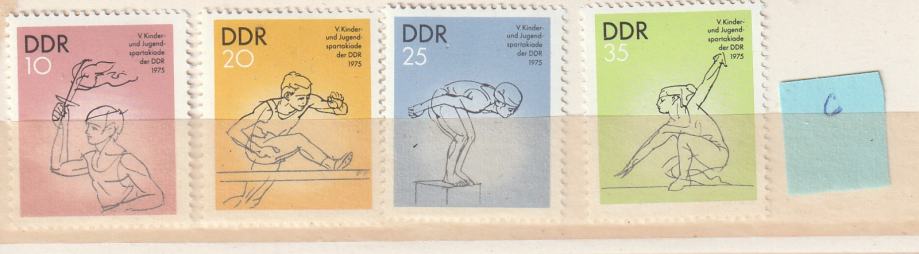 DDR
10
V. Kinder-
und Jugend-
spartakiade
der DDR
1975
DDR
20
V. Kinder-
und Jugend-
spartakiade
der DDR
1975
DDR
25
V. Kinder-
und Jugend-
spartakiade
der DDR
1975
DDR
35
V. Kinder-
und Jugend-
spartakiade
der DDR
1975
C